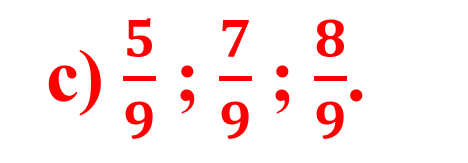 c) 5/9 ; 7/9 ; 8/9.